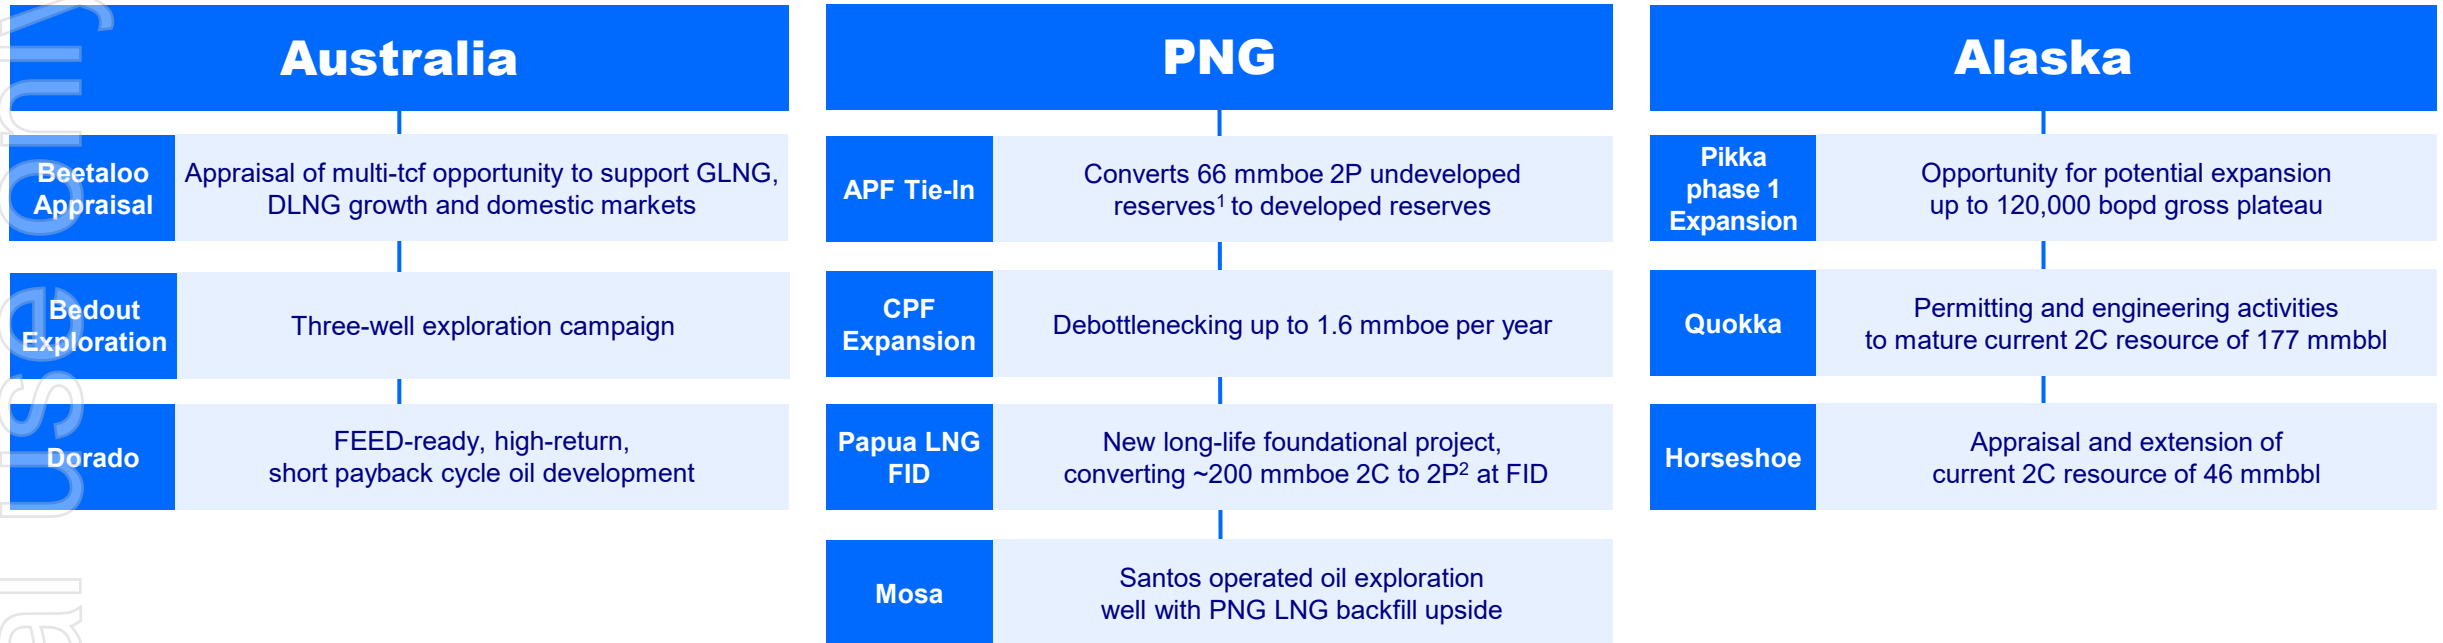 Australia
Beetaloo
Appraisal
Appraisal of multi-tcf opportunity to support GLNG,
DLNG growth and domestic markets
Bedout
Exploration
Three-well exploration campaign
Dorado
FEED-ready, high-return,
short payback cycle oil development
PNG
APF Tie-In
Converts 66 mmboe 2P undeveloped
reserves¹ to developed reserves
CPF
Expansion
Debottlenecking up to 1.6 mmboe per year
Papua LNG
FID
New long-life foundational project,
converting ~200 mmboe 2C to 2P² at FID
Mosa
Santos operated oil exploration
well with PNG LNG backfill upside
Alaska
Pikka
phase 1
Expansion
Opportunity for potential expansion
up to 120,000 bopd gross plateau
Quokka
Permitting and engineering activities
to mature current 2C resource of 177 mmbbl
Horseshoe
Appraisal and extension of
current 2C resource of 46 mmbbl
al use only